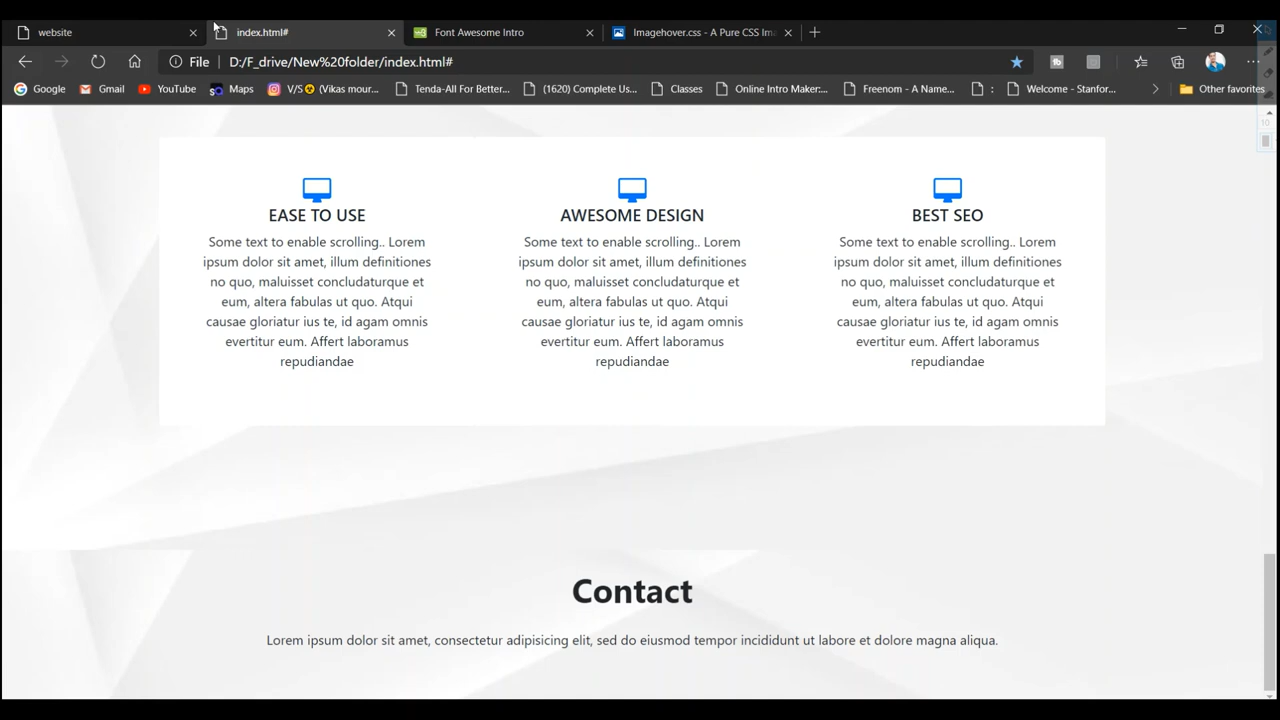 website
index.html#
Font Awesome Intro
Imagehover.css - A Pure CSS Im
File
D:/F_drive/New%20folder/index.html#
Google
Gmail
YouTube
Maps
V/S (Vikas mour...
Tenda-All For Better...
(1620) Complete Us...
Classes
Online Intro Maker:...
Freenom - A Name...
:
Welcome - Stanfor...
Other favorites
10
EASE TO USE
Some text to enable scrolling.. Lorem
ipsum dolor sit amet, illum definitiones
no quo, maluisset concludaturque et
eum, altera fabulas ut quo. Atqui
causae gloriatur ius te, id agam omnis
evertitur eum. Affert laboramus
repudiandae
AWESOME DESIGN
Some text to enable scrolling.. Lorem
ipsum dolor sit amet, illum definitiones
no quo, maluisset concludaturque et
eum, altera fabulas ut quo. Atqui
causae gloriatur ius te, id agam omnis
evertitur eum. Affert laboramus
repudiandae
BEST SEO
Some text to enable scrolling.. Lorem
ipsum dolor sit amet, illum definitiones
no quo, maluisset concludaturque et
eum, altera fabulas ut quo. Atqui
causae gloriatur ius te, id agam omnis
evertitur eum. Affert laboramus
repudiandae
Contact
Lorem ipsum dolor sit amet, consectetur adipisicing elit, sed do eiusmod tempor incididunt ut labore et dolore magna aliqua.